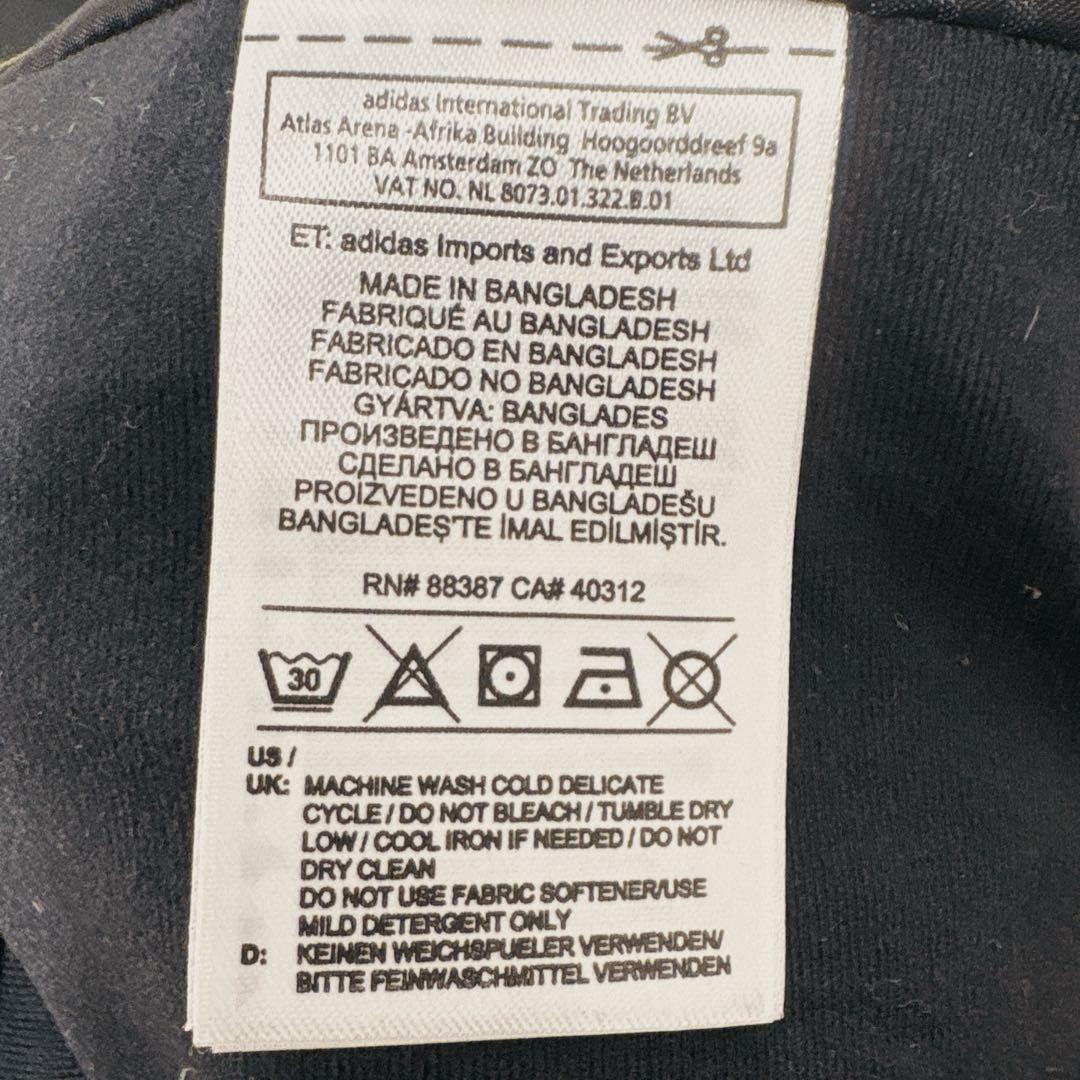 adidas International Trading BV
Atlas Arena -Afrika Building Hoogoorddreef 9a
1101 BA Amsterdam ZO The Netherlands
VAT NO. NL 8073.01.322.B.01
ET: adidas Imports and Exports Ltd
MADE IN BANGLADESH
FABRIQUÉ AU BANGLADESH
FABRICADO EN BANGLADESH
FABRICADO NO BANGLADESH
GYÁRTVA: BANGLADES
ПРОИЗВЕДЕНО В БАНГЛАДЕШ
СДЕЛАНО В БАНГЛАДЕШ
PROIZVEDENO U BANGLADEŠU
BANGLADEŞ'TE İMAL EDİLMİŞTİR.
RN# 88387 CA# 40312
30
US /
UK: MACHINE WASH COLD DELICATE
CYCLE / DO NOT BLEACH / TUMBLE DRY
LOW / COOL IRON IF NEEDED / DO NOT
DRY CLEAN
DO NOT USE FABRIC SOFTENER/USE
MILD DETERGENT ONLY
D: KEINEN WEICHSPUELER VERWENDEN/
BITTE FEINWASCHMITTEL VERWENDEN